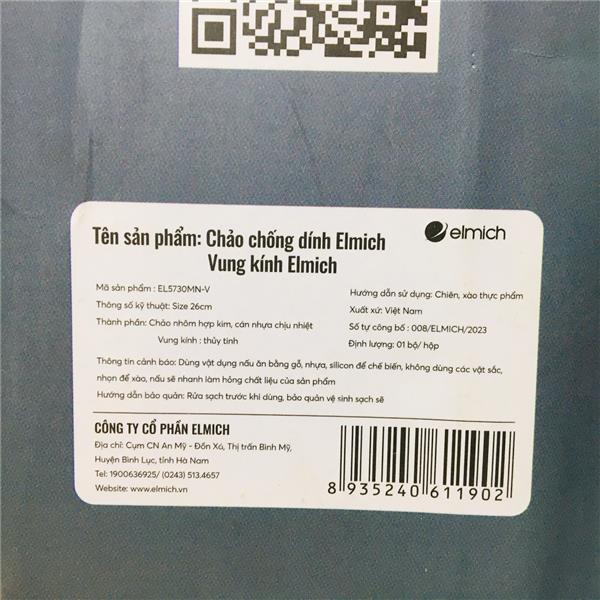 Tên sản phẩm: Chảo chống dính Elmich
Vung kính Elmich
elmich
Mã sản phẩm : EL5730MN-V
Thông số kỹ thuật: Size 26cm
Thành phần: Chảo nhôm hợp kim, cán nhựa chịu nhiệt
Vung kính : thủy tinh
Hướng dẫn sử dụng: Chiên, xào thực phẩm
Xuất xứ: Việt Nam
Số tự công bố : 008/ELMICH/2023
Định lượng: 01 bộ/ hộp
Thông tin cảnh báo: Dùng vật dụng nấu ăn bằng gỗ, nhựa, silicon để chế biến, không dùng các vật sắc,
nhọn để xào, nấu sẽ nhanh làm hỏng chất liệu của sản phẩm
Hướng dẫn bảo quản: Rửa sạch trước khi dùng, bảo quản vệ sinh sạch sẽ
CÔNG TY CỔ PHẦN ELMICH
Địa chỉ: Cụm CN An Mỹ - Đồn Xá, Thị trấn Bình Mỹ,
Huyện Bình Lục, tỉnh Hà Nam
Tel: 1900636925/ (0243) 513.4657
Website: www.elmich.vn
8 935240 611902